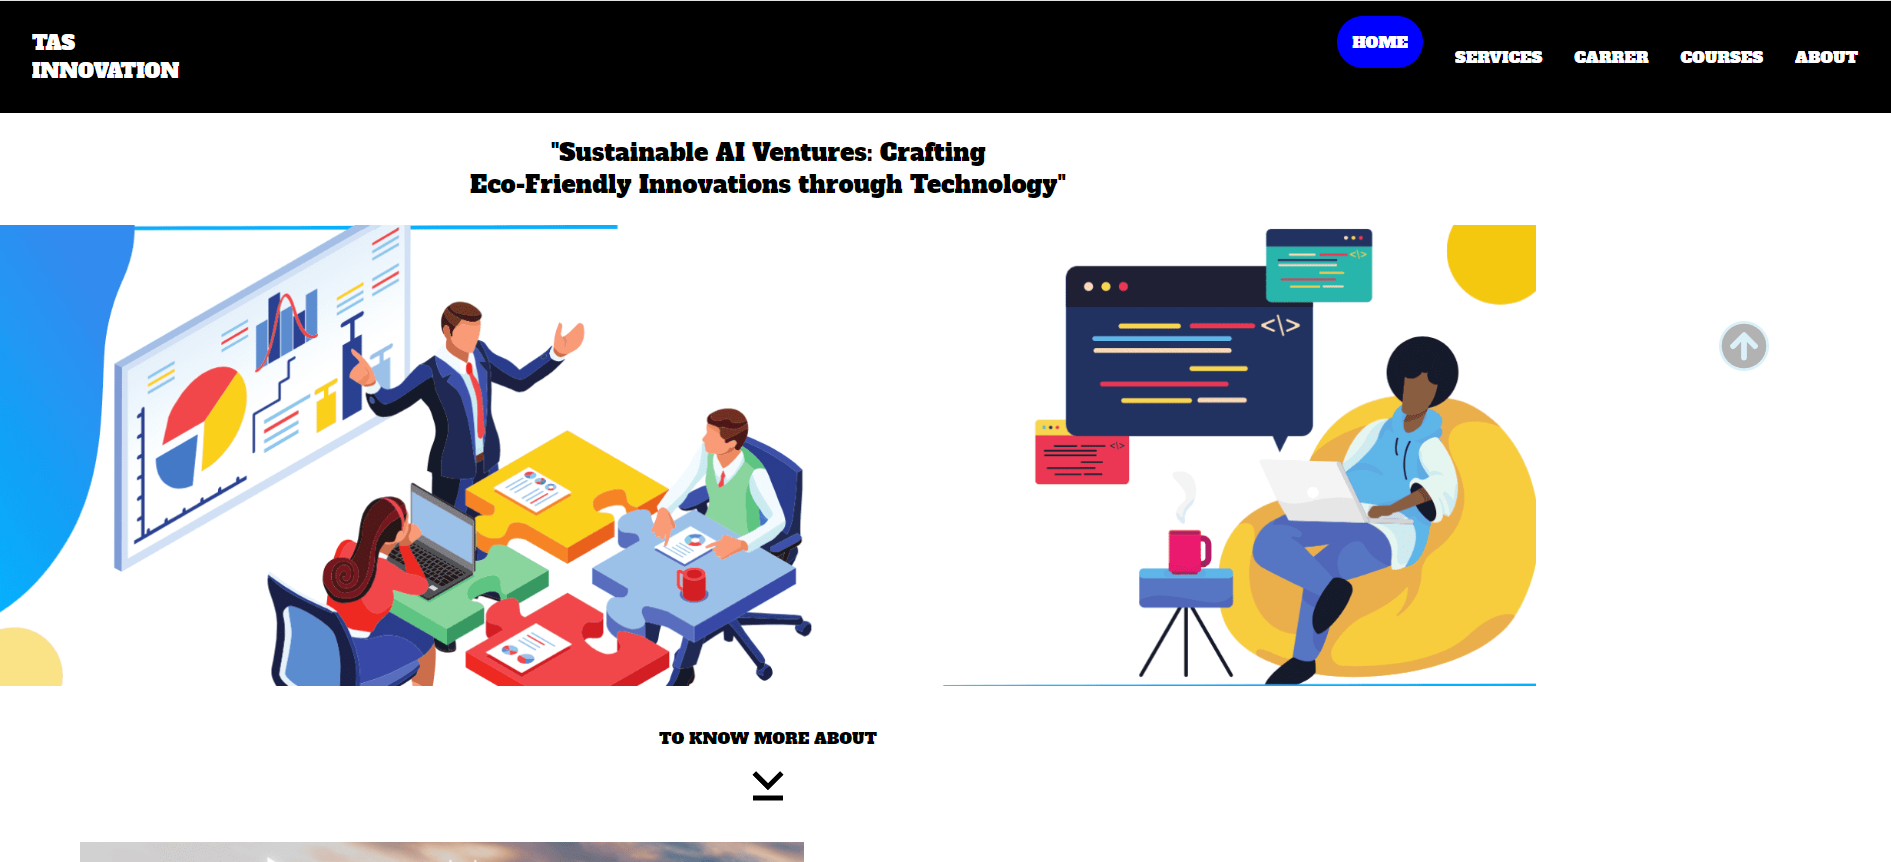 TAS
INNOVATION
HOME
SERVICES
CARRER
COURSES
ABOUT
"Sustainable AI Ventures: Crafting
Eco-Friendly Innovations through Technology"
</>
</>
</>
TO KNOW MORE ABOUT